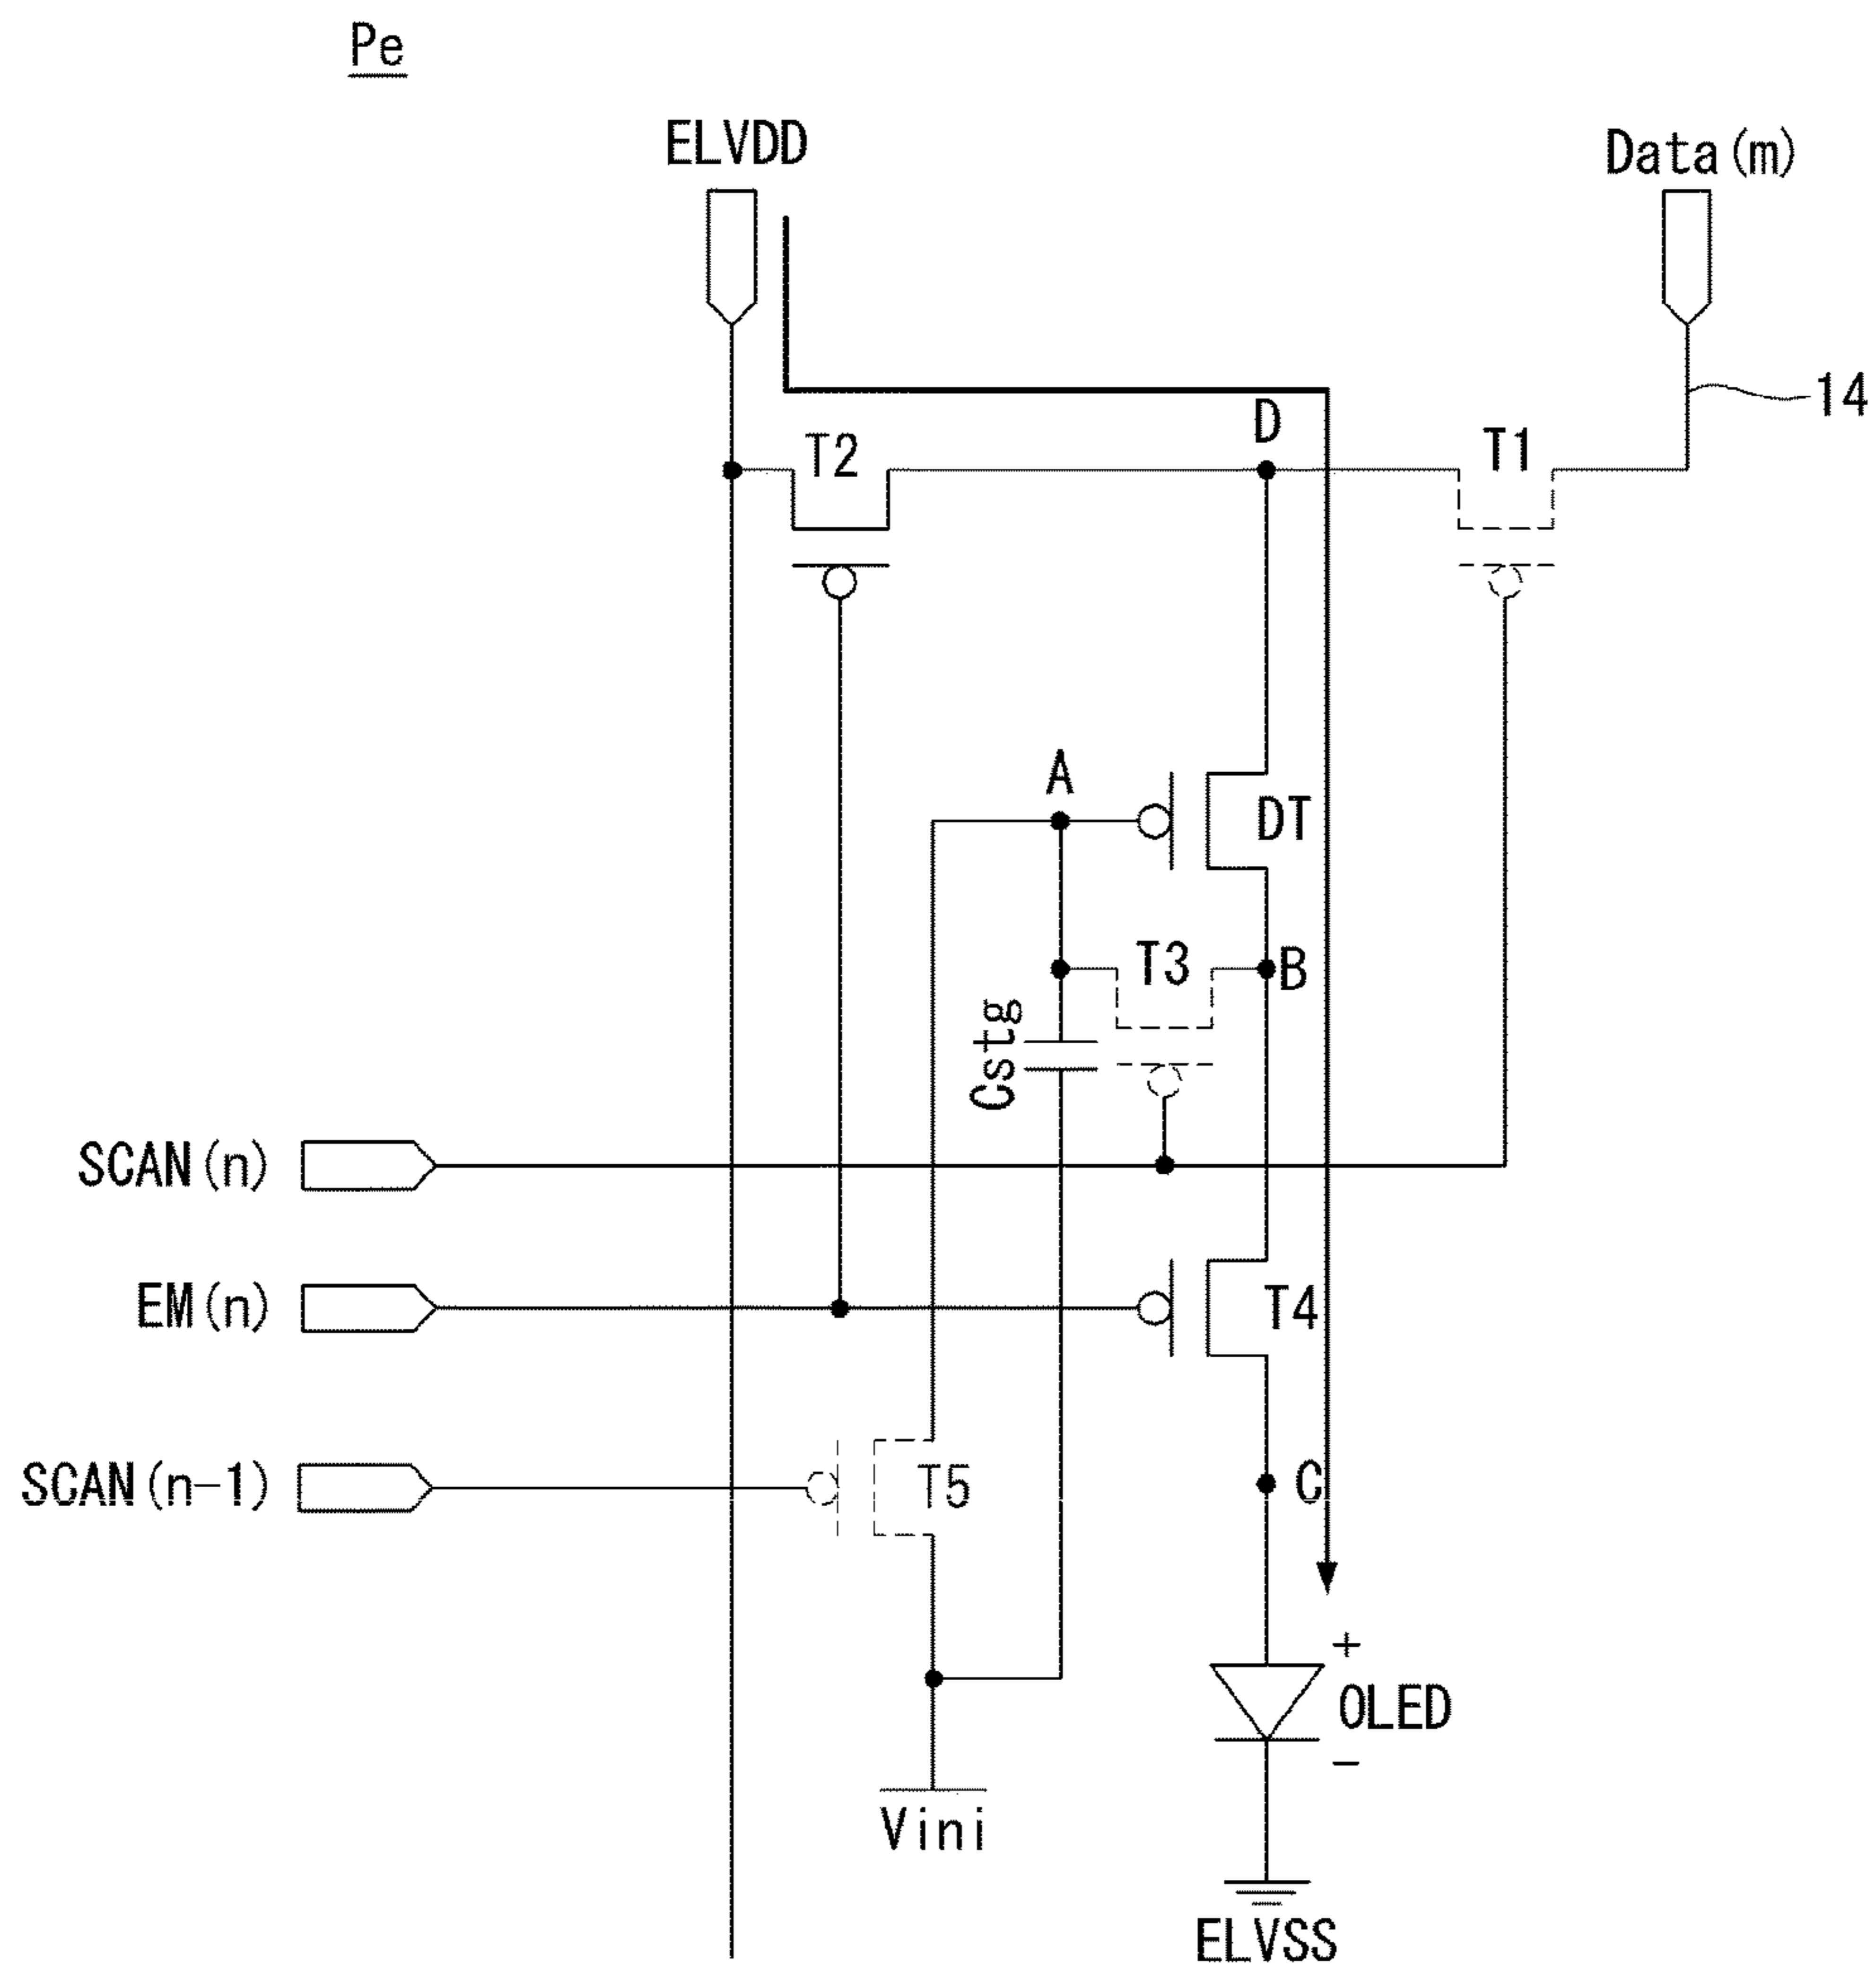 Pe
ELVDD
Data(m)
14
D
T2
T1
A
DT
T3
B
Cstg
SCAN(n)
EM(n)
T4
SCAN(n-1)
T5
C
+
OLED
-
Vini
ELVSS